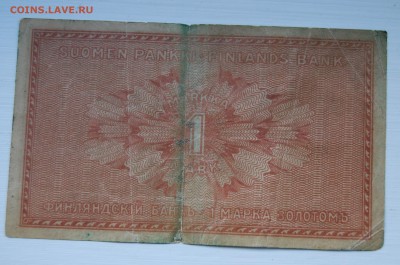 COINS.LAVE.RU
SUOMEN PANKKI FINLANDS BANK
1
ФИНЛЯНДСКІЙ БАНКЪ 1 МАРКА ЗОЛОТОМЪ